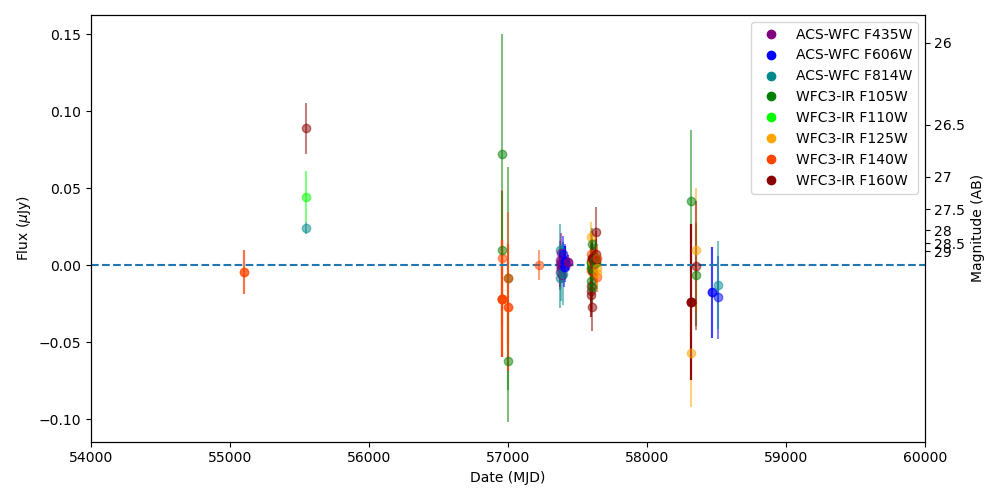 0.15
0.10
0.05
0.00
−0.05
−0.10
Flux (μJy)
54000
55000
56000
57000
58000
59000
60000
Date (MJD)
26
26.5
27
27.5
28
28.5
29
Magnitude (AB)
ACS-WFC F435W
ACS-WFC F606W
ACS-WFC F814W
WFC3-IR F105W
WFC3-IR F110W
WFC3-IR F125W
WFC3-IR F140W
WFC3-IR F160W